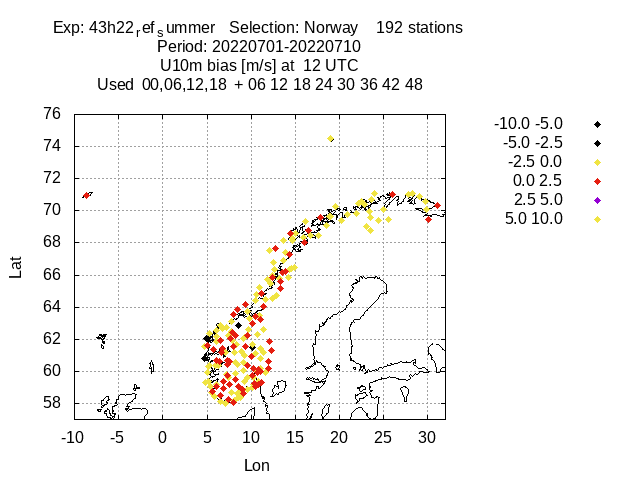 Exp: 43h22ref summer Selection: Norway 192 stations
Period: 20220701-20220710
U10m bias [m/s] at 12 UTC
Used 00,06,12,18 + 06 12 18 24 30 36 42 48
76
74
72
70
68
66
64
62
60
58
-10 -5 0 5 10 15 20 25 30
Lat
Lon
-10.0 -5.0
-5.0 -2.5
-2.5 0.0
0.0 2.5
2.5 5.0
5.0 10.0